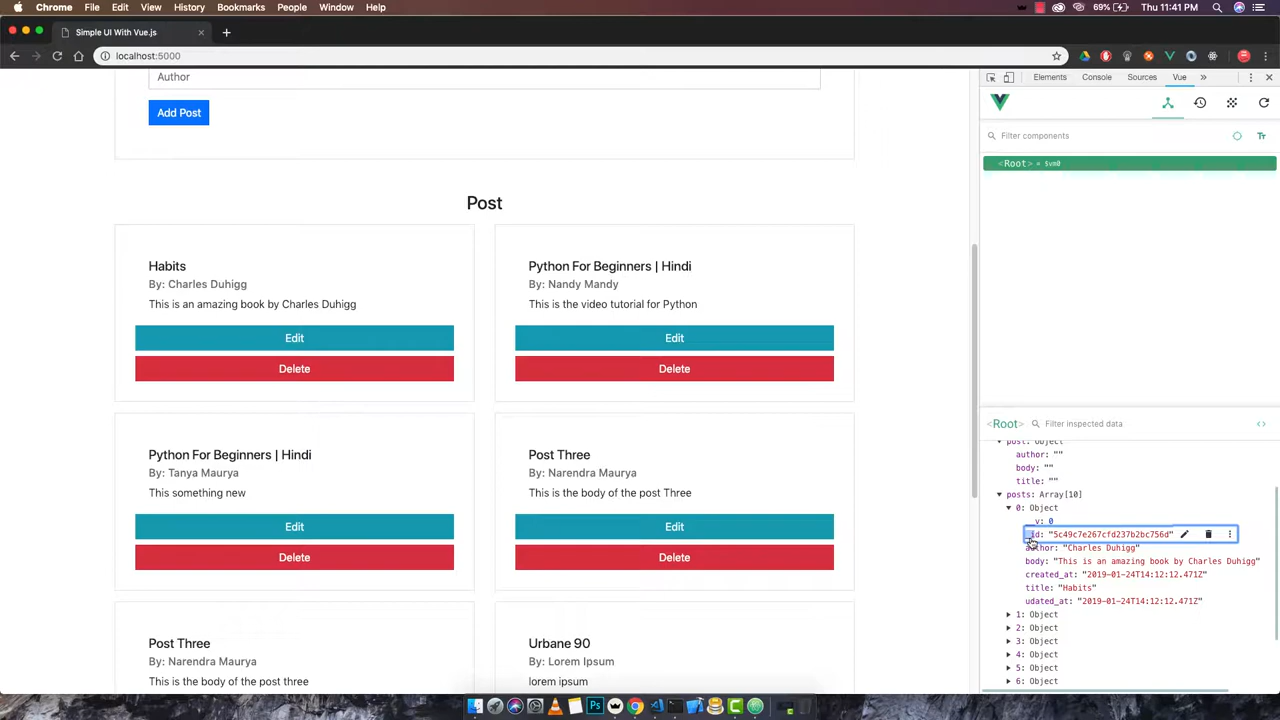 Chrome File Edit View History Bookmarks People Window Help
69% Thu 11:41 PM
Simple UI With Vue.js
localhost:5000
Author
Add Post
Post
Habits
By: Charles Duhigg
This is an amazing book by Charles Duhigg
Edit
Delete
Python For Beginners | Hindi
By: Nandy Mandy
This is the video tutorial for Python
Edit
Delete
Python For Beginners | Hindi
By: Tanya Maurya
This something new
Edit
Delete
Post Three
By: Narendra Maurya
This is the body of the post Three
Edit
Delete
Post Three
By: Narendra Maurya
This is the body of the post three
Urbane 90
By: Lorem Ipsum
lorem ipsum
Elements Console Sources Vue »
Filter components
<Root> = $vm0
<Root> Filter inspected data
post: Object
author: ""
body: ""
title: ""
posts: Array[10]
0: Object
__v: 0
_id: "5c49c7e267cfd237b2bc756d"
author: "Charles Duhigg"
body: "This is an amazing book by Charles Duhigg"
created_at: "2019-01-24T14:12:12.471Z"
title: "Habits"
udated_at: "2019-01-24T14:12:12.471Z"
1: Object
2: Object
3: Object
4: Object
5: Object
6: Object